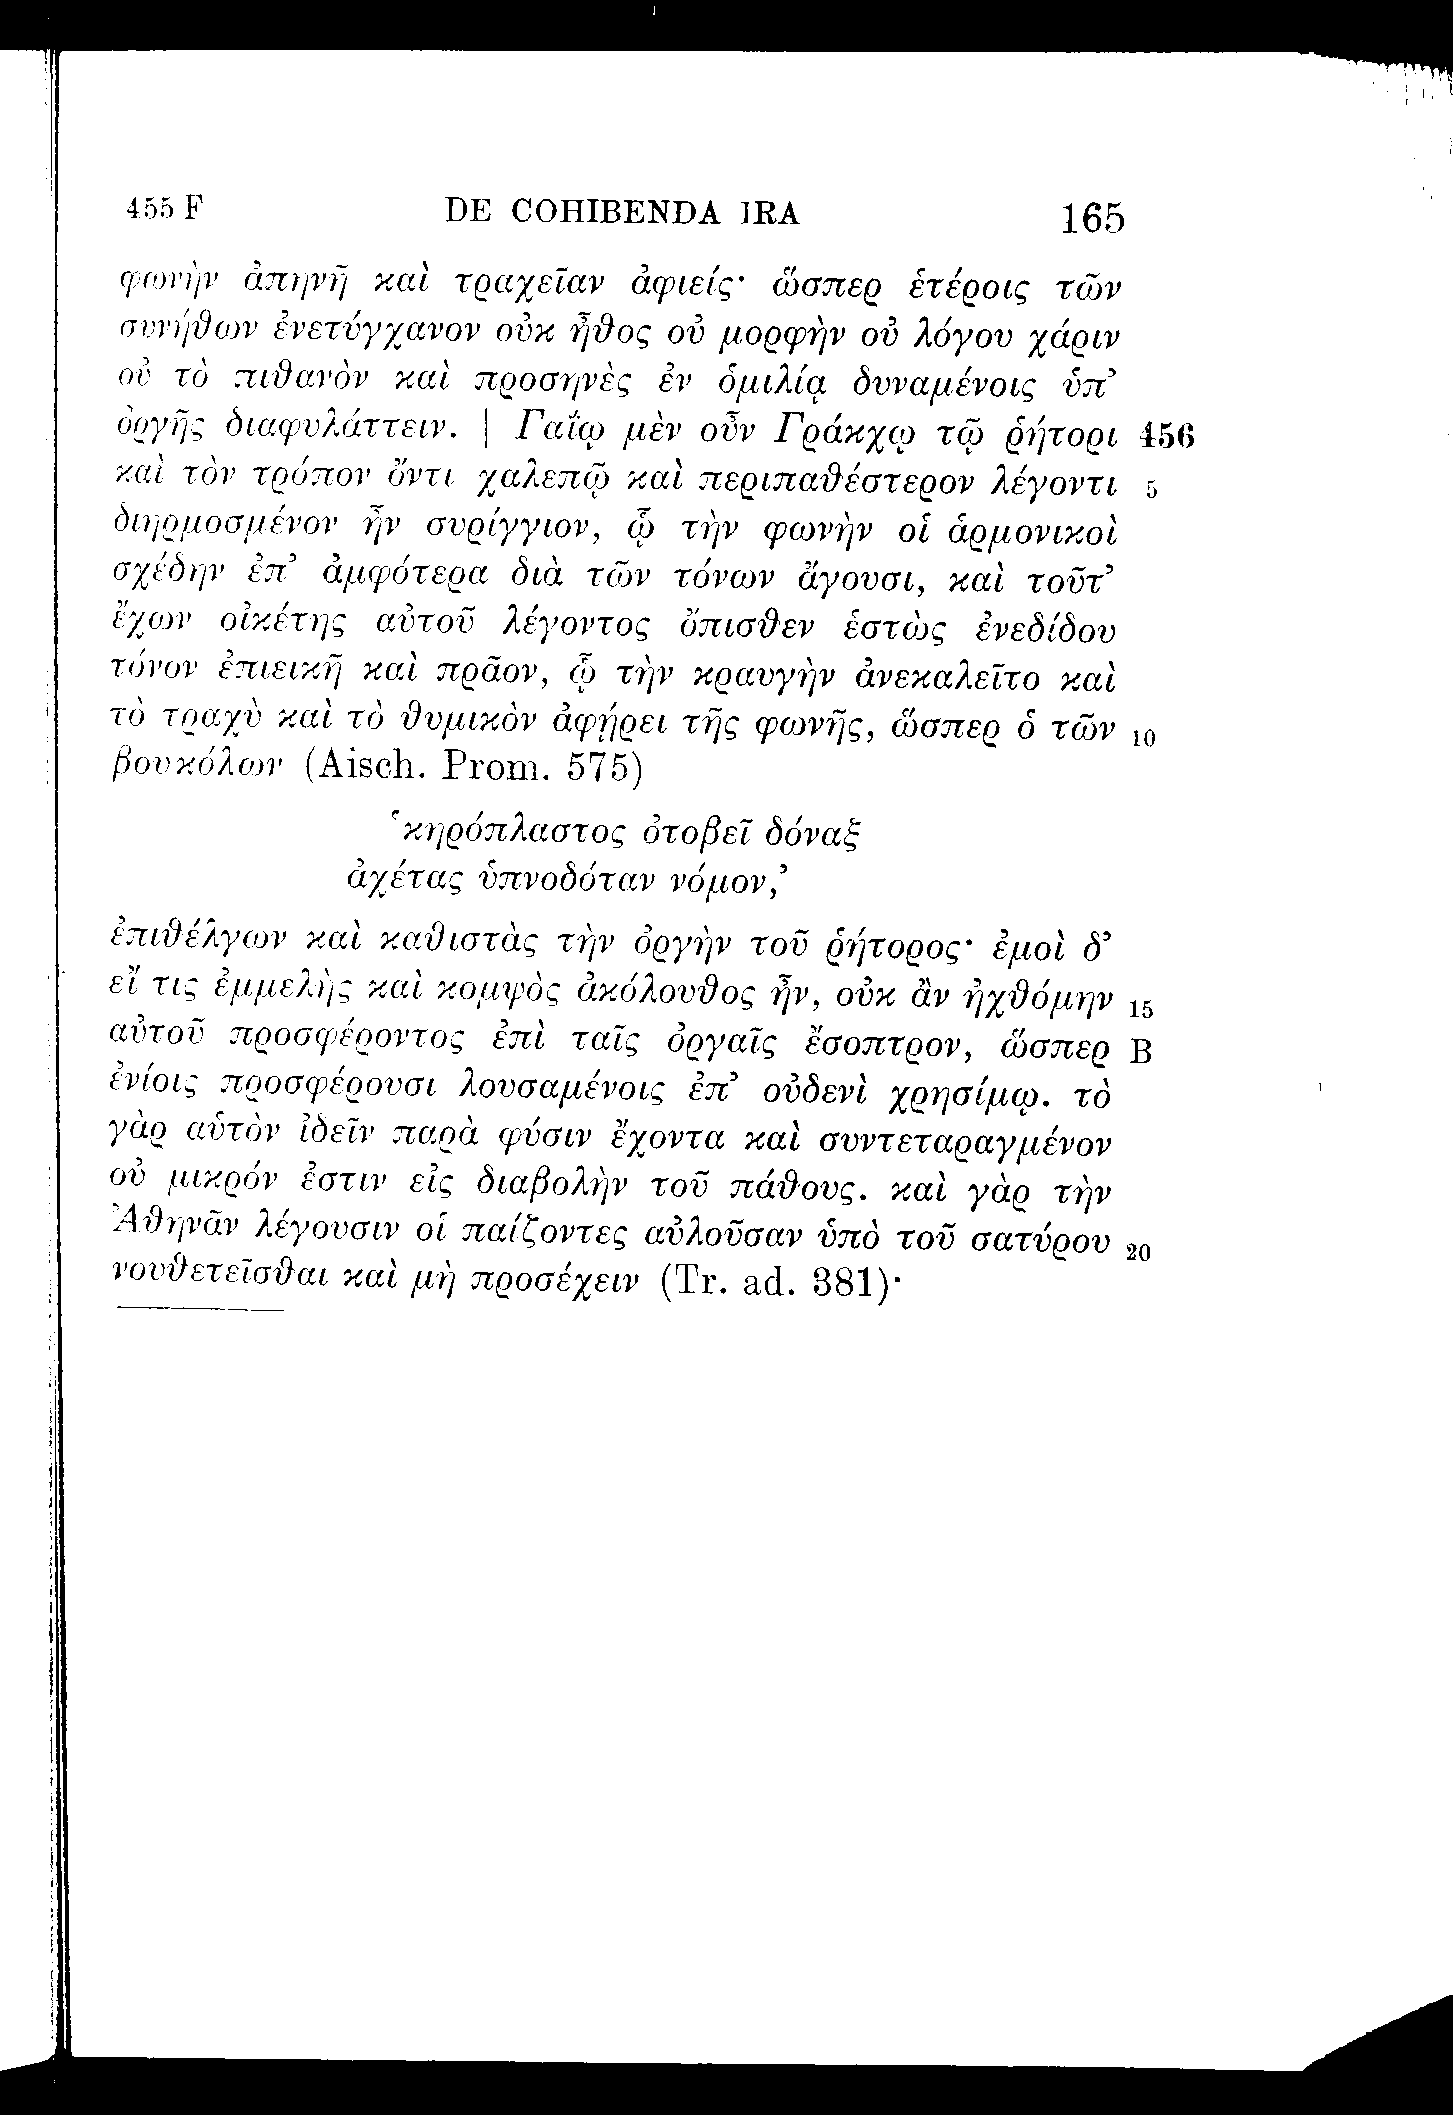 455 F DE COHIBENDA IRA 165
φωνὴν ἀπηνῆ καὶ τραχεῖαν ἀφιείς· ὥσπερ ἑτέροις τῶν
συνήθων ἐνετύγχανον οὐκ ἦθος οὐ μορφὴν οὐ λόγου χάριν
οὐ τὸ πιθανὸν καὶ προσηνὲς ἐν ὁμιλίᾳ δυναμένοις ὑπ’
ὀργῆς διαφυλάττειν. | Γαΐῳ μὲν οὖν Γράκχῳ τῷ ῥήτορι 456
καὶ τὸν τρόπον ὄντι χαλεπῷ καὶ περιπαθέστερον λέγοντι 5
διηρμοσμένον ἦν συρίγγιον, ᾧ τὴν φωνὴν οἱ ἁρμονικοὶ
σχέδην ἐπ’ ἀμφότερα διὰ τῶν τόνων ἄγουσι, καὶ τοῦτ’
ἔχων οἰκέτης αὐτοῦ λέγοντος ὄπισθεν ἑστὼς ἐνεδίδου
τόνον ἐπιεικῆ καὶ πρᾶον, ᾧ τὴν κραυγὴν ἀνεκαλεῖτο καὶ
τὸ τραχὺ καὶ τὸ θυμικὸν ἀφῄρει τῆς φωνῆς, ὥσπερ ὁ τῶν 10
βουκόλων (Aisch. Prom. 575)
‘κηρόπλαστος ὀτοβεῖ δόναξ
ἀχέτας ὑπνοδόταν νόμον,’
ἐπιθέλγων καὶ καθιστὰς τὴν ὀργὴν τοῦ ῥήτορος· ἐμοὶ δ’
εἴ τις ἐμμελὴς καὶ κομψὸς ἀκόλουθος ἦν, οὐκ ἂν ἠχθόμην 15
αὐτοῦ προσφέροντος ἐπὶ ταῖς ὀργαῖς ἔσοπτρον, ὥσπερ B
ἐνίοις προσφέρουσι λουσαμένοις ἐπ’ οὐδενὶ χρησίμῳ. τὸ
γὰρ αὑτὸν ἰδεῖν παρὰ φύσιν ἔχοντα καὶ συντεταραγμένον
οὐ μικρόν ἐστιν εἰς διαβολὴν τοῦ πάθους. καὶ γὰρ τὴν
Ἀθηνᾶν λέγουσιν οἱ παίζοντες αὐλοῦσαν ὑπὸ τοῦ σατύρου 20
νουθετεῖσθαι καὶ μὴ προσέχειν (Tr. ad. 381)·